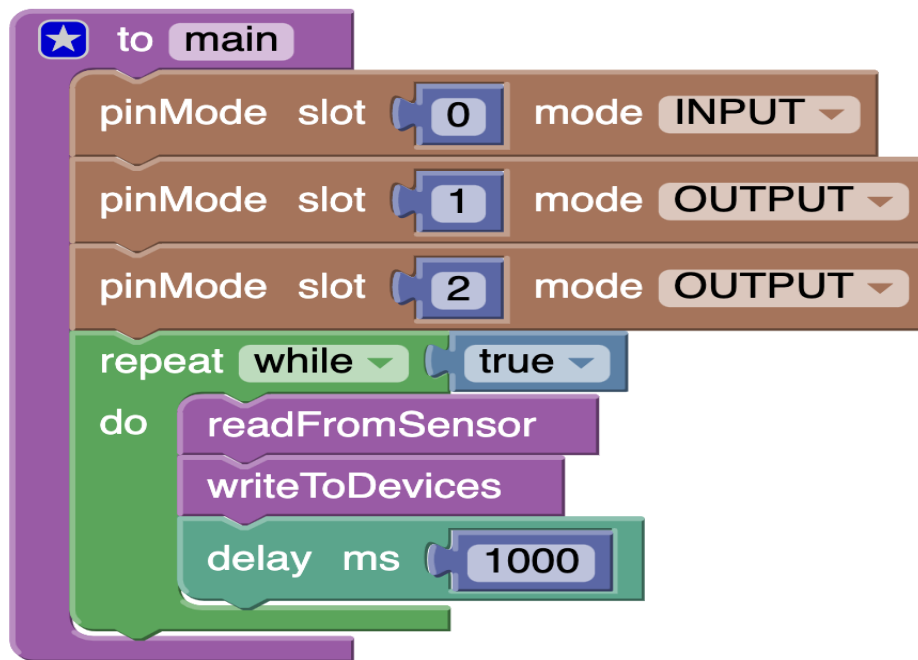 to main
pinMode slot 0 mode INPUT
pinMode slot 1 mode OUTPUT
pinMode slot 2 mode OUTPUT
repeat while true
do readFromSensor
writeToDevices
delay ms 1000